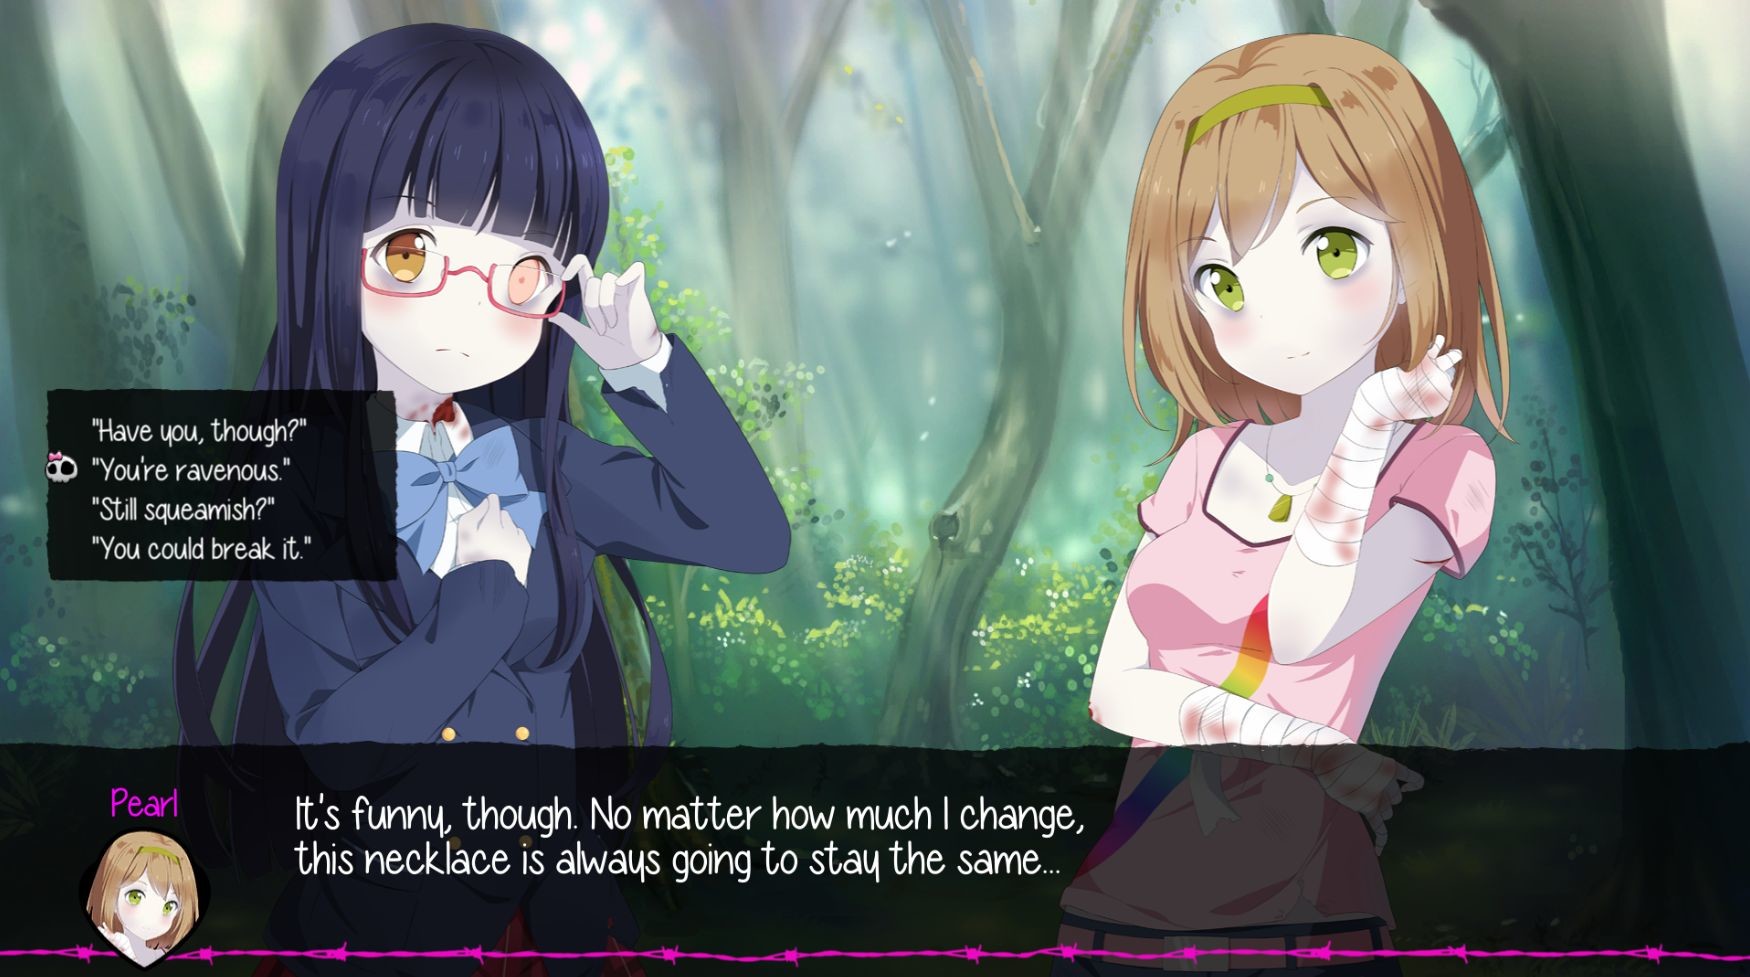 "Have you, though?"
"You're ravenous."
"Still squeamish?"
"You could break it."
Pearl
It's funny, though. No matter how much I change,
this necklace is always going to stay the same...